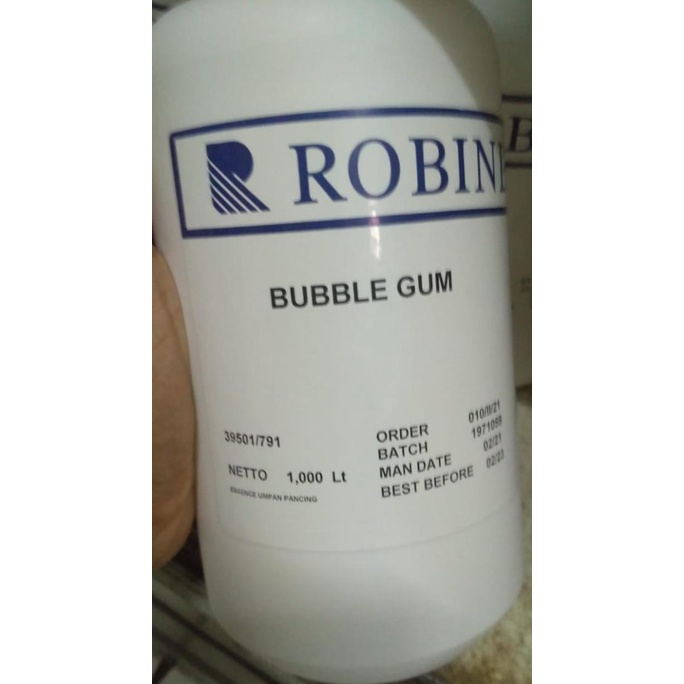 R ROBIN
BUBBLE GUM
39501/791
NETTO 1,000 Lt
ESSENCE UMPAN PANCING
ORDER 010/II/21
BATCH
MAN DATE 02/21
BEST BEFORE 02/23
B